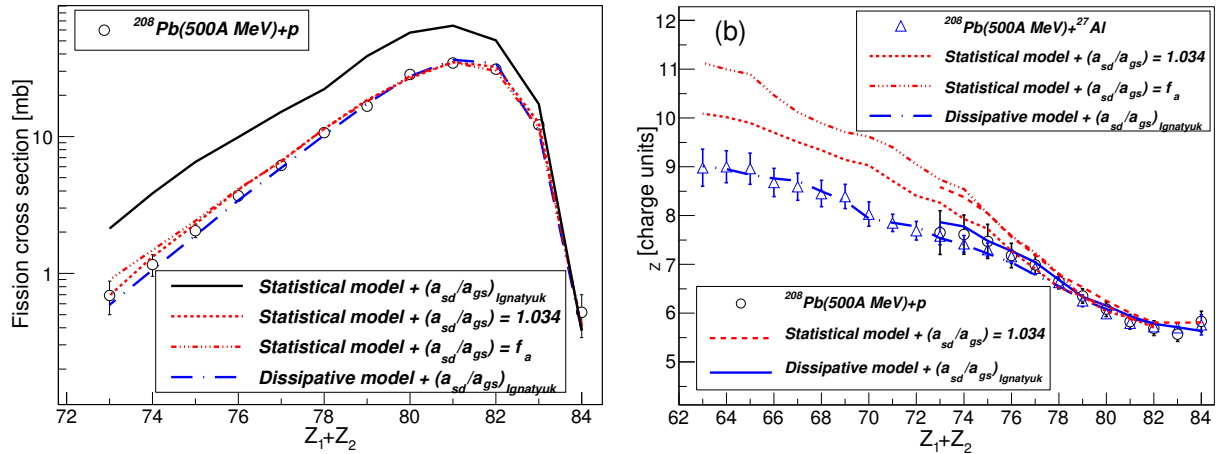 ²⁰⁸Pb(500A MeV)+p
Fission cross section [mb]
10
1
Statistical model + (a_sd/a_gs)_Ignatyuk
Statistical model + (a_sd/a_gs) = 1.034
Statistical model + (a_sd/a_gs) = f_a
Dissipative model + (a_sd/a_gs)_Ignatyuk
72 74 76 78 80 82 84
Z₁+Z₂
(b)
²⁰⁸Pb(500A MeV)+²⁷Al
Statistical model + (a_sd/a_gs) = 1.034
Statistical model + (a_sd/a_gs) = f_a
Dissipative model + (a_sd/a_gs)_Ignatyuk
z [charge units]
12
11
10
9
8
7
6
5
²⁰⁸Pb(500A MeV)+p
Statistical model + (a_sd/a_gs) = 1.034
Dissipative model + (a_sd/a_gs)_Ignatyuk
62 64 66 68 70 72 74 76 78 80 82 84
Z₁+Z₂